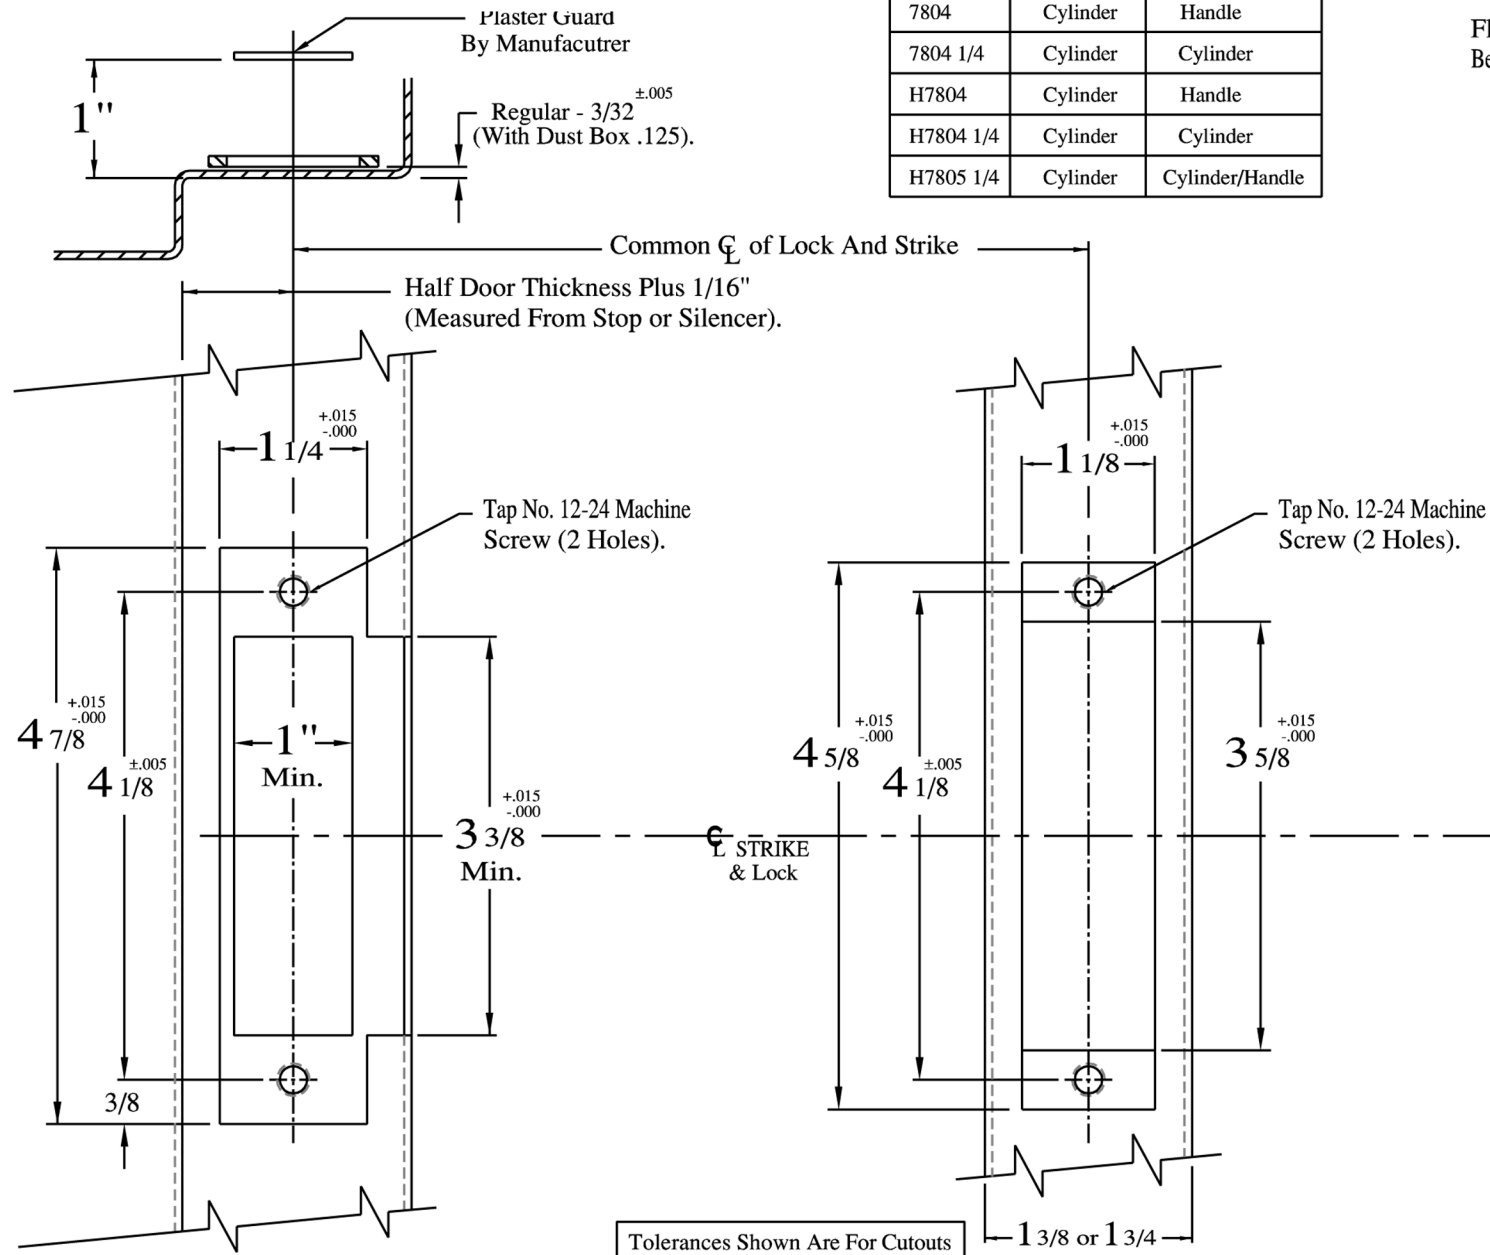 Plaster Guard
By Manufacutrer
1"
Regular - 3/32 ±.005
(With Dust Box .125).
7804 Cylinder Handle
7804 1/4 Cylinder Cylinder
H7804 Cylinder Handle
H7804 1/4 Cylinder Cylinder
H7805 1/4 Cylinder Cylinder/Handle
Common ℄ of Lock And Strike
Half Door Thickness Plus 1/16"
(Measured From Stop or Silencer).
1 1/4 +.015 -.000
Tap No. 12-24 Machine
Screw (2 Holes).
4 7/8 +.015 -.000
4 1/8 ±.005
1"
Min.
3 3/8 +.015 -.000
Min.
3/8
℄ STRIKE
& Lock
1 1/8 +.015 -.000
Tap No. 12-24 Machine
Screw (2 Holes).
4 5/8 +.015 -.000
4 1/8 ±.005
3 5/8 +.015 -.000
1 3/8 or 1 3/4
Tolerances Shown Are For Cutouts